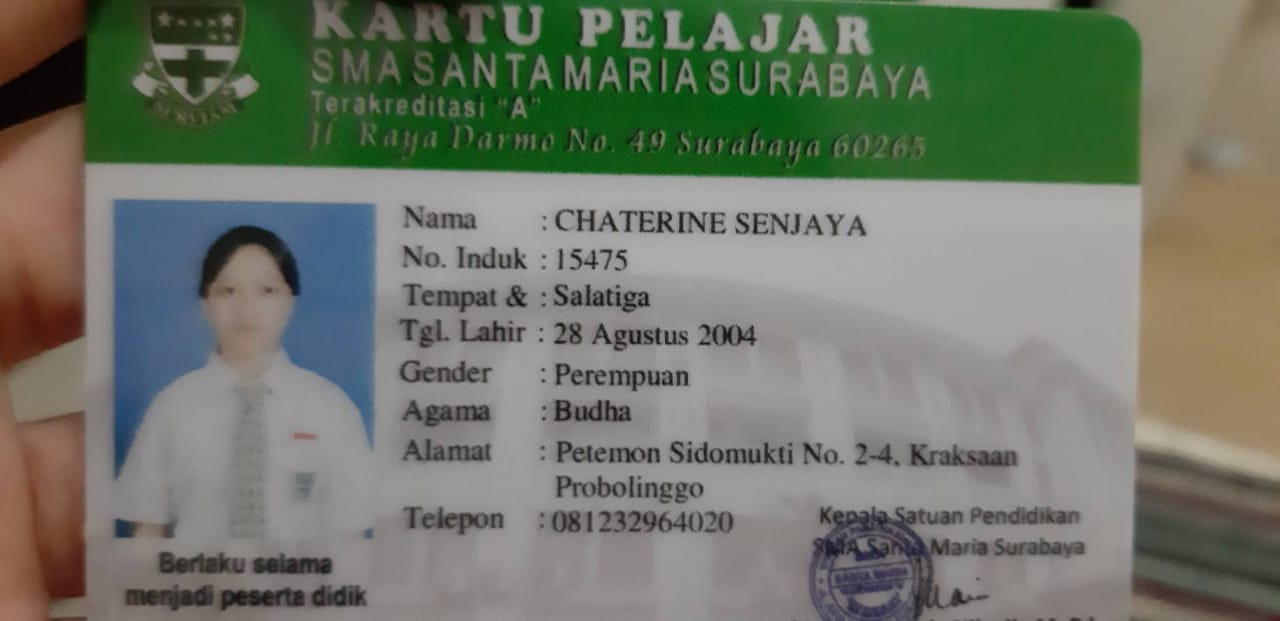 KARTU PELAJAR
SMA SANTA MARIA SURABAYA
Terakreditasi "A"
Jl. Raya Darmo No. 49 Surabaya 60265
Nama : CHATERINE SENJAYA
No. Induk : 15475
Tempat & : Salatiga
Tgl. Lahir : 28 Agustus 2004
Gender : Perempuan
Agama : Budha
Alamat : Petemon Sidomukti No. 2-4, Kraksaan
Probolinggo
Telepon : 081232964020
Berlaku selama
menjadi peserta didik
Kepala Satuan Pendidikan
SMA Santa Maria Surabaya
SANTA MARIA